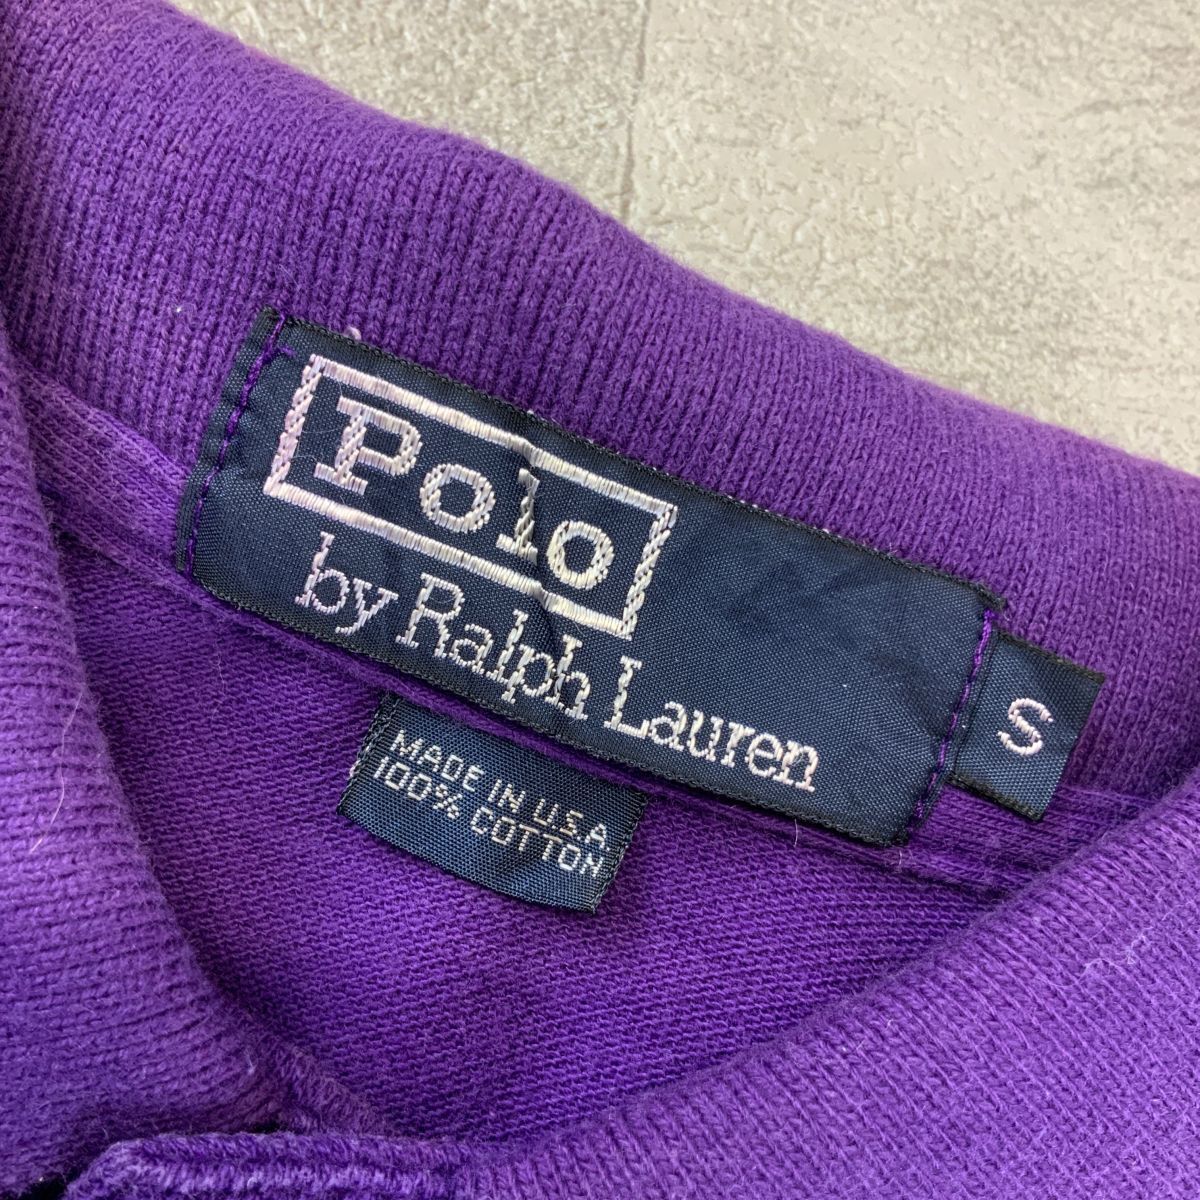 Polo
by Ralph Lauren
S
MADE IN U.S.A.
100% COTTON